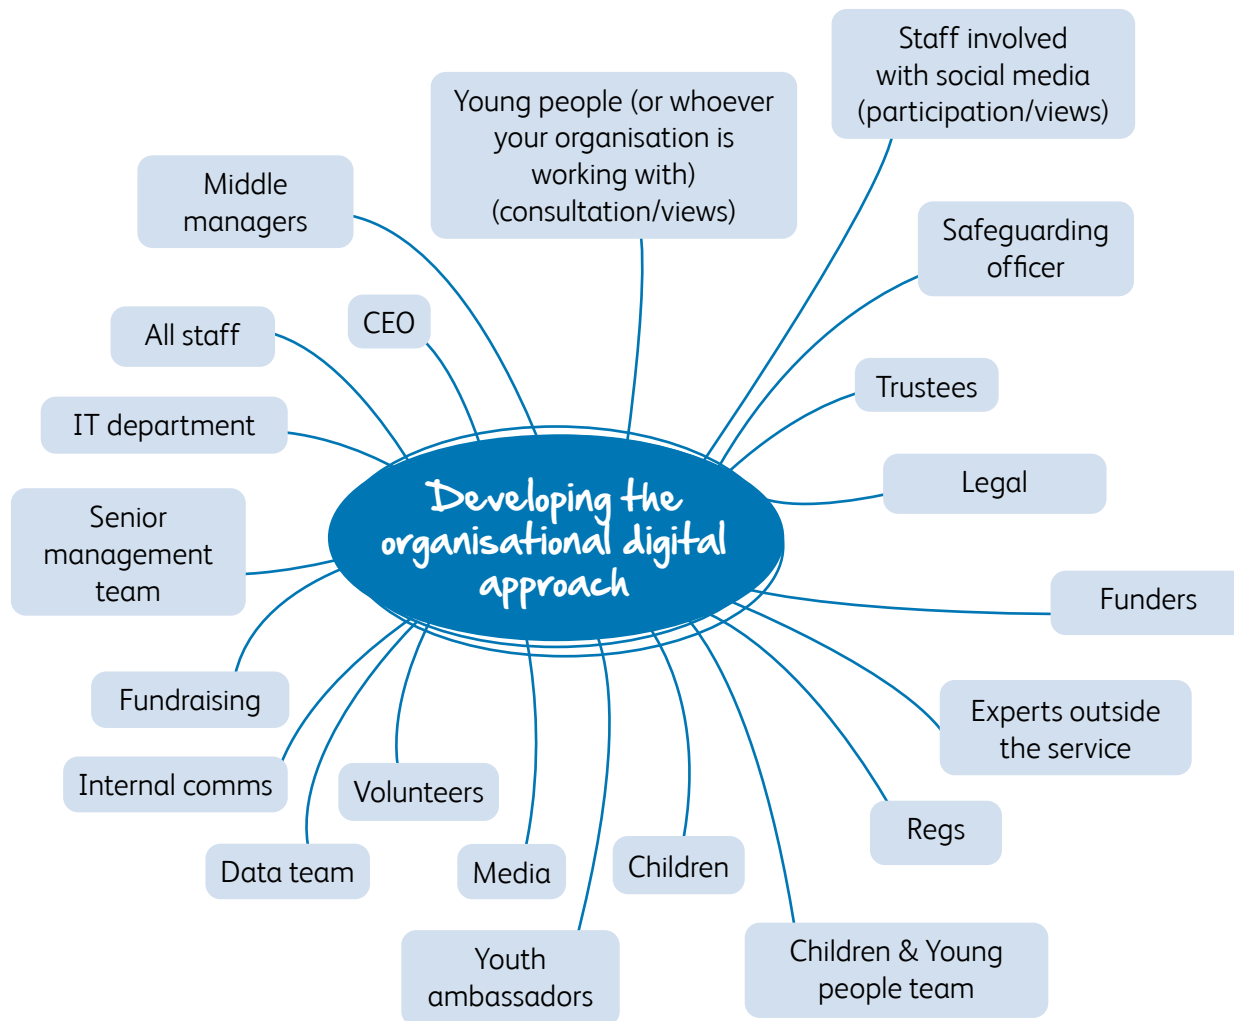 Staff involved
with social media
(participation/views)
Young people (or whoever
your organisation is
working with)
(consultation/views)
Middle
managers
Safeguarding
officer
CEO
All staff
Trustees
IT department
Legal
Developing the
organisational digital
approach
Senior
management
team
Funders
Fundraising
Experts outside
the service
Internal comms
Volunteers
Regs
Data team
Media
Children
Youth
ambassadors
Children & Young
people team